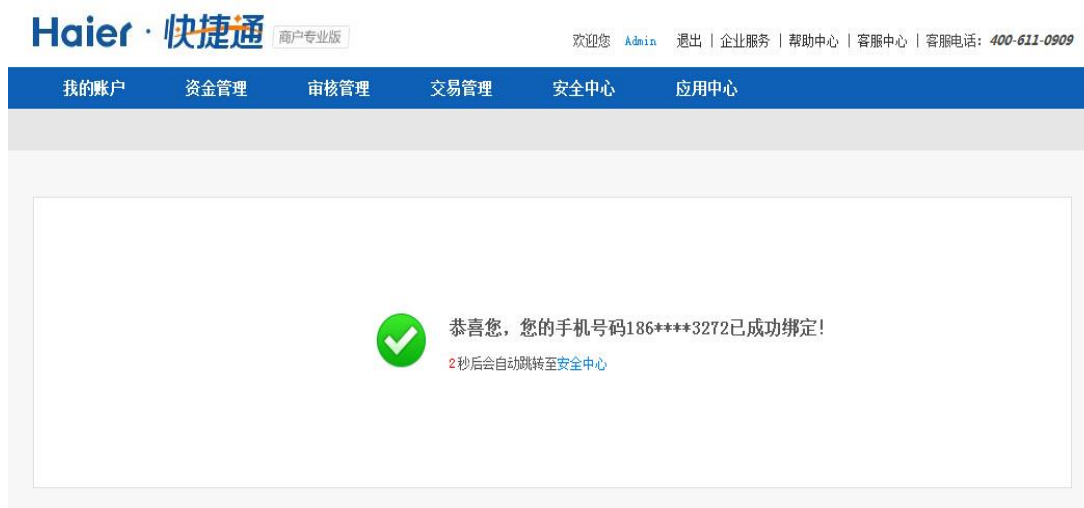 Haier · 快捷通 商户专业版
欢迎您 Admin 退出 | 企业服务 | 帮助中心 | 客服中心 | 客服电话: 400-611-0909
我的账户 资金管理 审核管理 交易管理 安全中心 应用中心
恭喜您，您的手机号码186****3272已成功绑定!
2秒后会自动跳转至安全中心